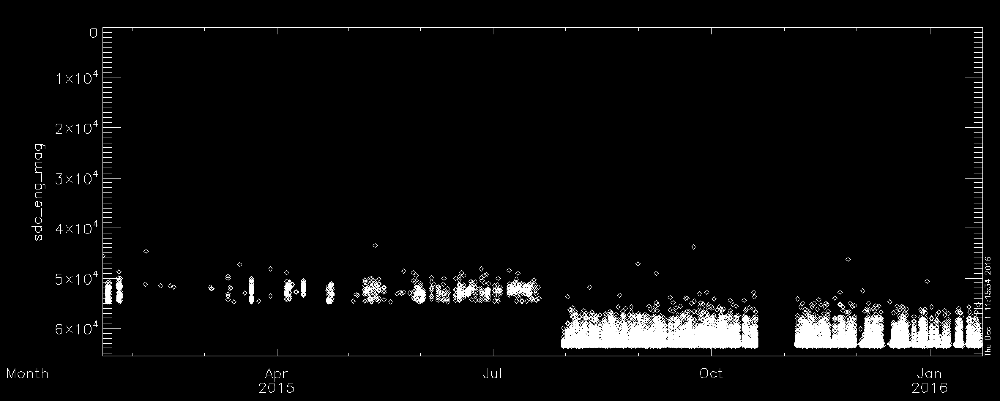 0
1×10⁴
2×10⁴
3×10⁴
4×10⁴
5×10⁴
6×10⁴
sdc_eng_mag
Month
Apr
2015
Jul
Oct
Jan
2016
Thu Dec 1 11:15:34 2016